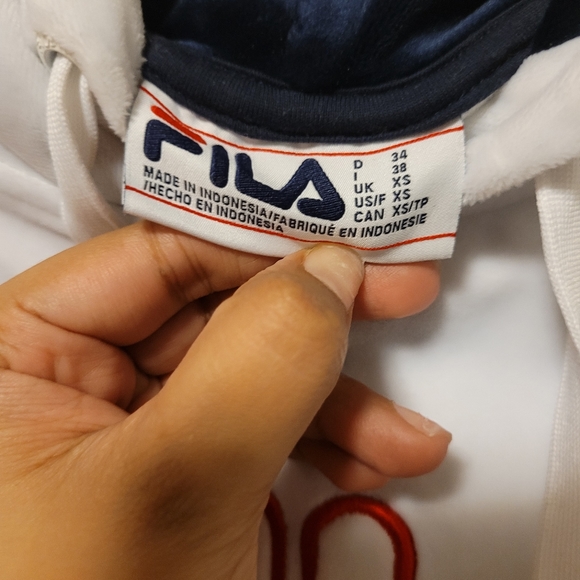 FILA
MADE IN INDONESIA/FABRIQUÉ EN INDONESIE
/HECHO EN INDONESIA
D 34
I 38
UK XS
US/F XS
CAN XS/TP